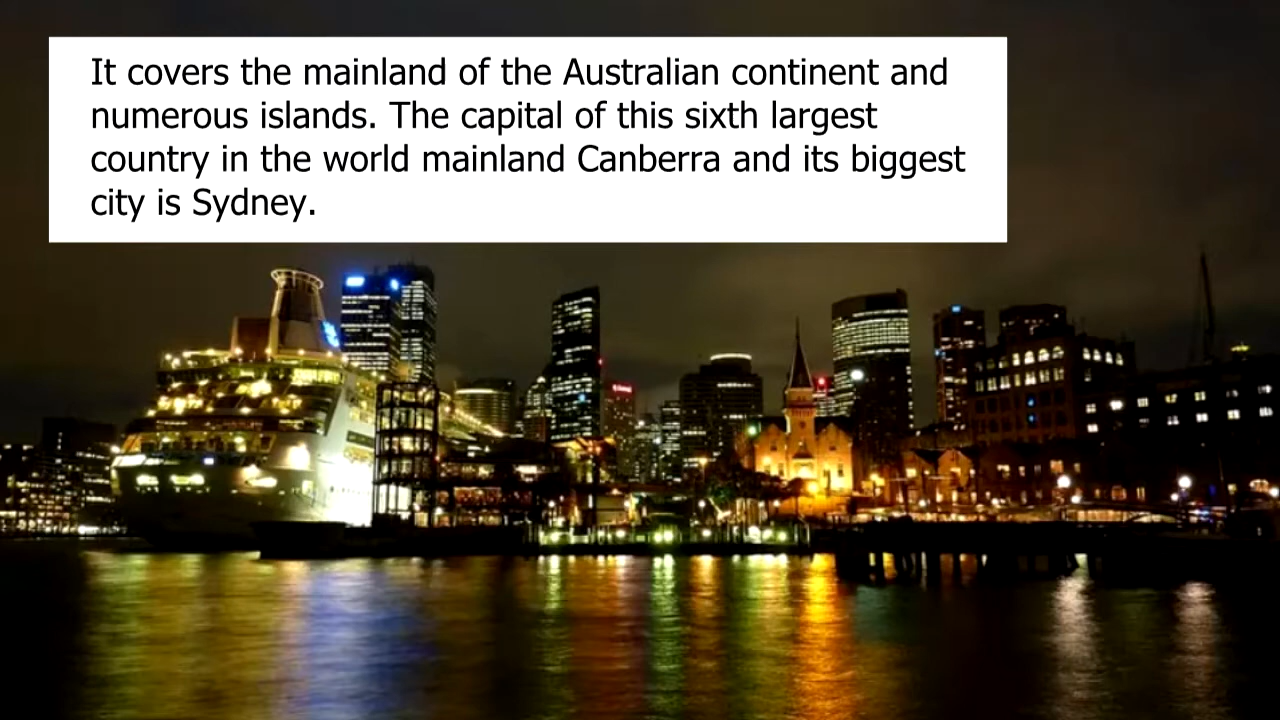 It covers the mainland of the Australian continent and
numerous islands. The capital of this sixth largest
country in the world mainland Canberra and its biggest
city is Sydney.